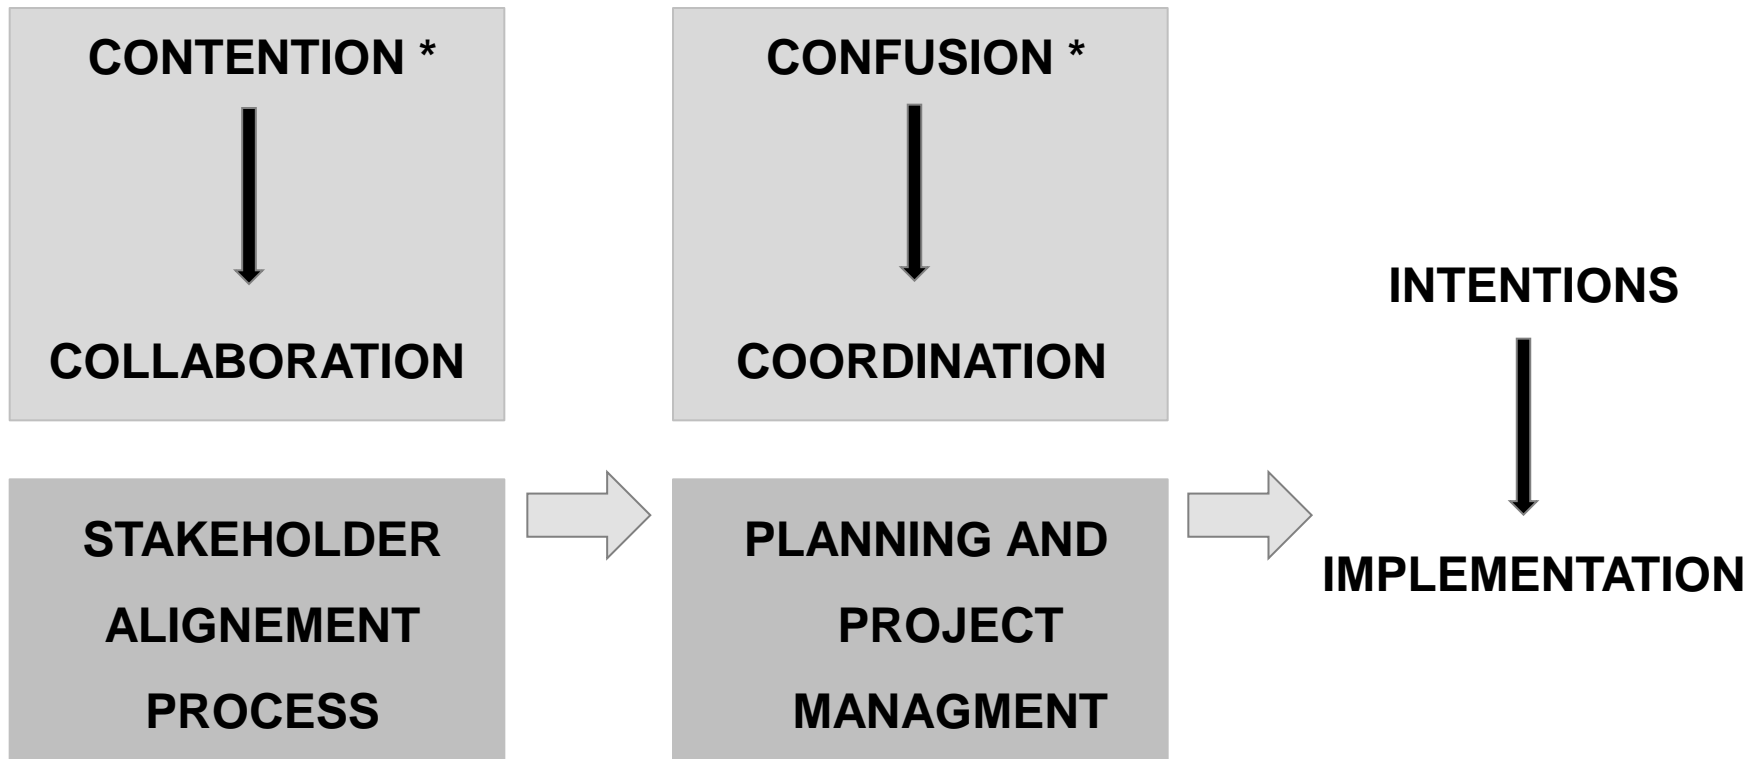 CONTENTION *
COLLABORATION
STAKEHOLDER
ALIGNEMENT
PROCESS
CONFUSION *
COORDINATION
PLANNING AND
PROJECT
MANAGMENT
INTENTIONS
IMPLEMENTATION